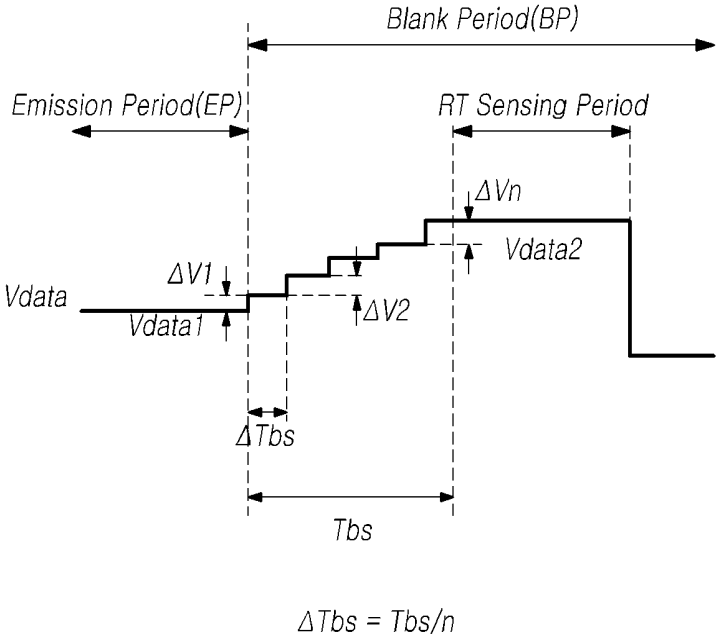 Blank Period(BP)
Emission Period(EP)
RT Sensing Period
ΔVn
Vdata2
ΔV1
Vdata
Vdata1
ΔV2
ΔTbs
Tbs
ΔTbs = Tbs/n